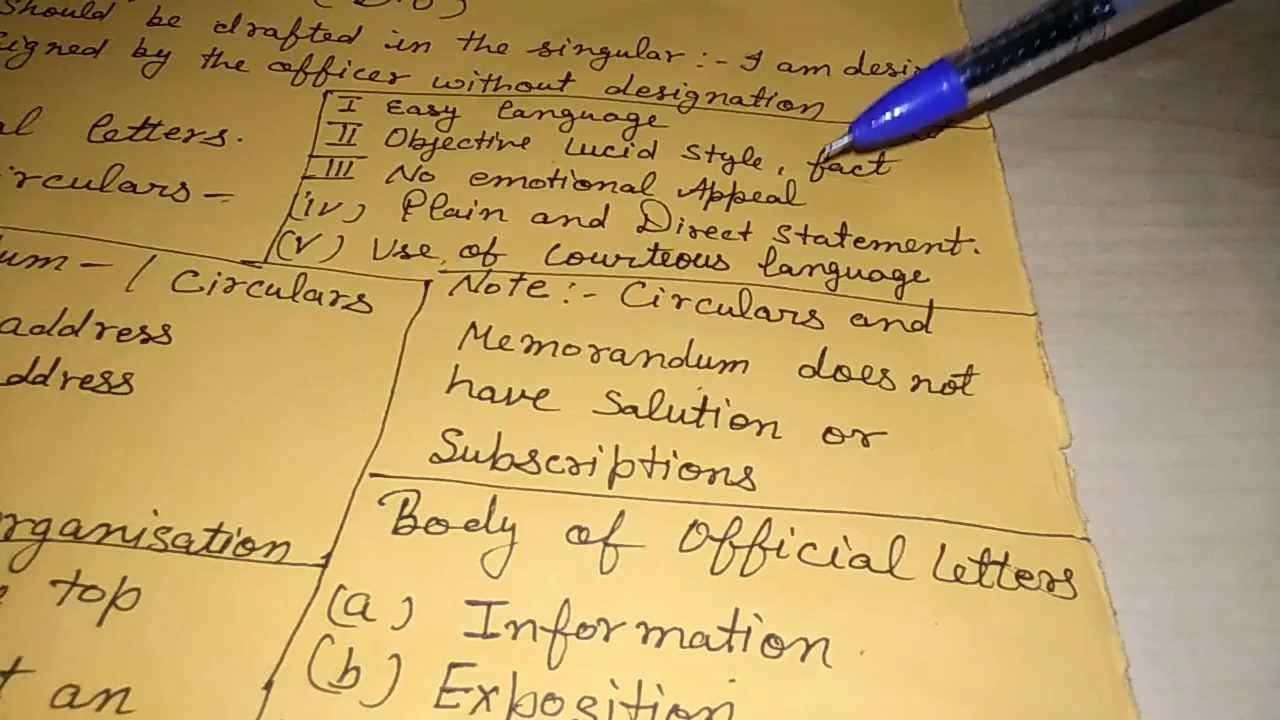 should be drafted in the singular :- I am desi
signed by the officer without designation
I Easy language
II Objective Lucid Style, fact
III No emotional Appeal
(iv) Plain and Direct Statement.
(v) Use of Courteous language
al letters.
irculars -
um - / Circulars
address
ddress
Note :- Circulars and
Memorandum does not
have Salution or
Subscriptions
rganisation
top
t an
Body of Official Letters
(a) Information
(b) Exposition